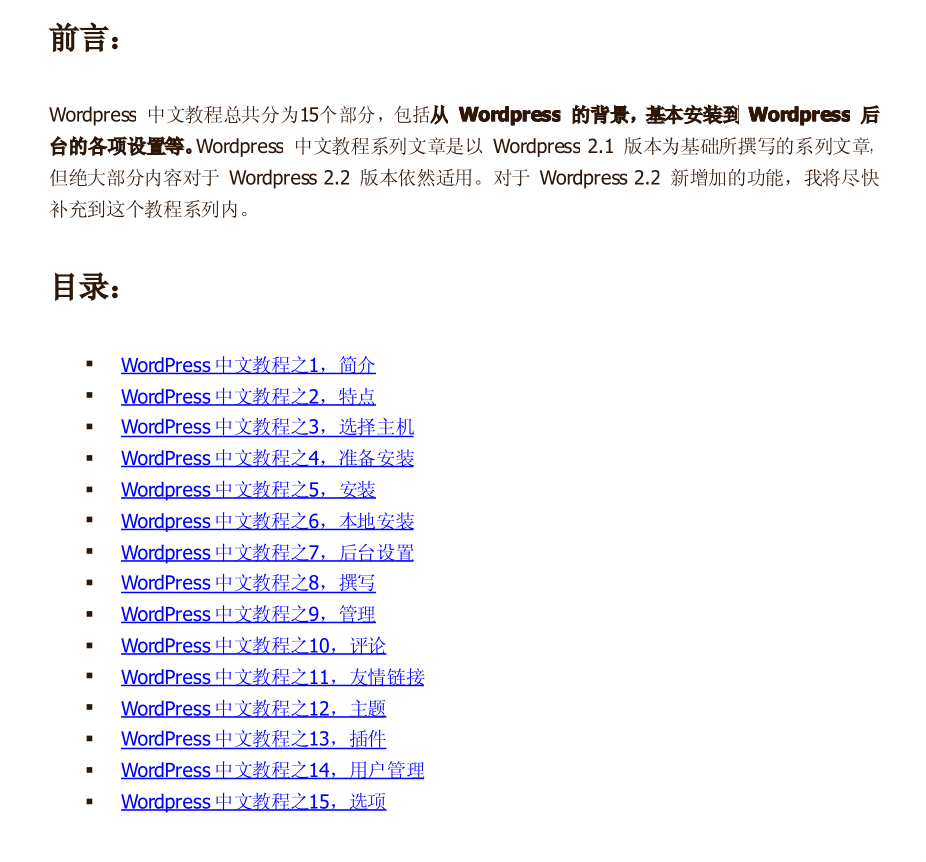 前言：
Wordpress 中文教程总共分为15个部分，包括从 Wordpress 的背景，基本安装到 Wordpress 后
台的各项设置等。Wordpress 中文教程系列文章是以 Wordpress 2.1 版本为基础所撰写的系列文章，
但绝大部分内容对于 Wordpress 2.2 版本依然适用。对于 Wordpress 2.2 新增加的功能，我将尽快
补充到这个教程系列内。
目录：
▪ WordPress 中文教程之1，简介
▪ WordPress 中文教程之2，特点
▪ WordPress 中文教程之3，选择主机
▪ WordPress 中文教程之4，准备安装
▪ Wordpress 中文教程之5，安装
▪ Wordpress 中文教程之6，本地安装
▪ Wordpress 中文教程之7，后台设置
▪ WordPress 中文教程之8，撰写
▪ WordPress 中文教程之9，管理
▪ WordPress 中文教程之10，评论
▪ WordPress 中文教程之11，友情链接
▪ WordPress 中文教程之12，主题
▪ WordPress 中文教程之13，插件
▪ WordPress 中文教程之14，用户管理
▪ Wordpress 中文教程之15，选项